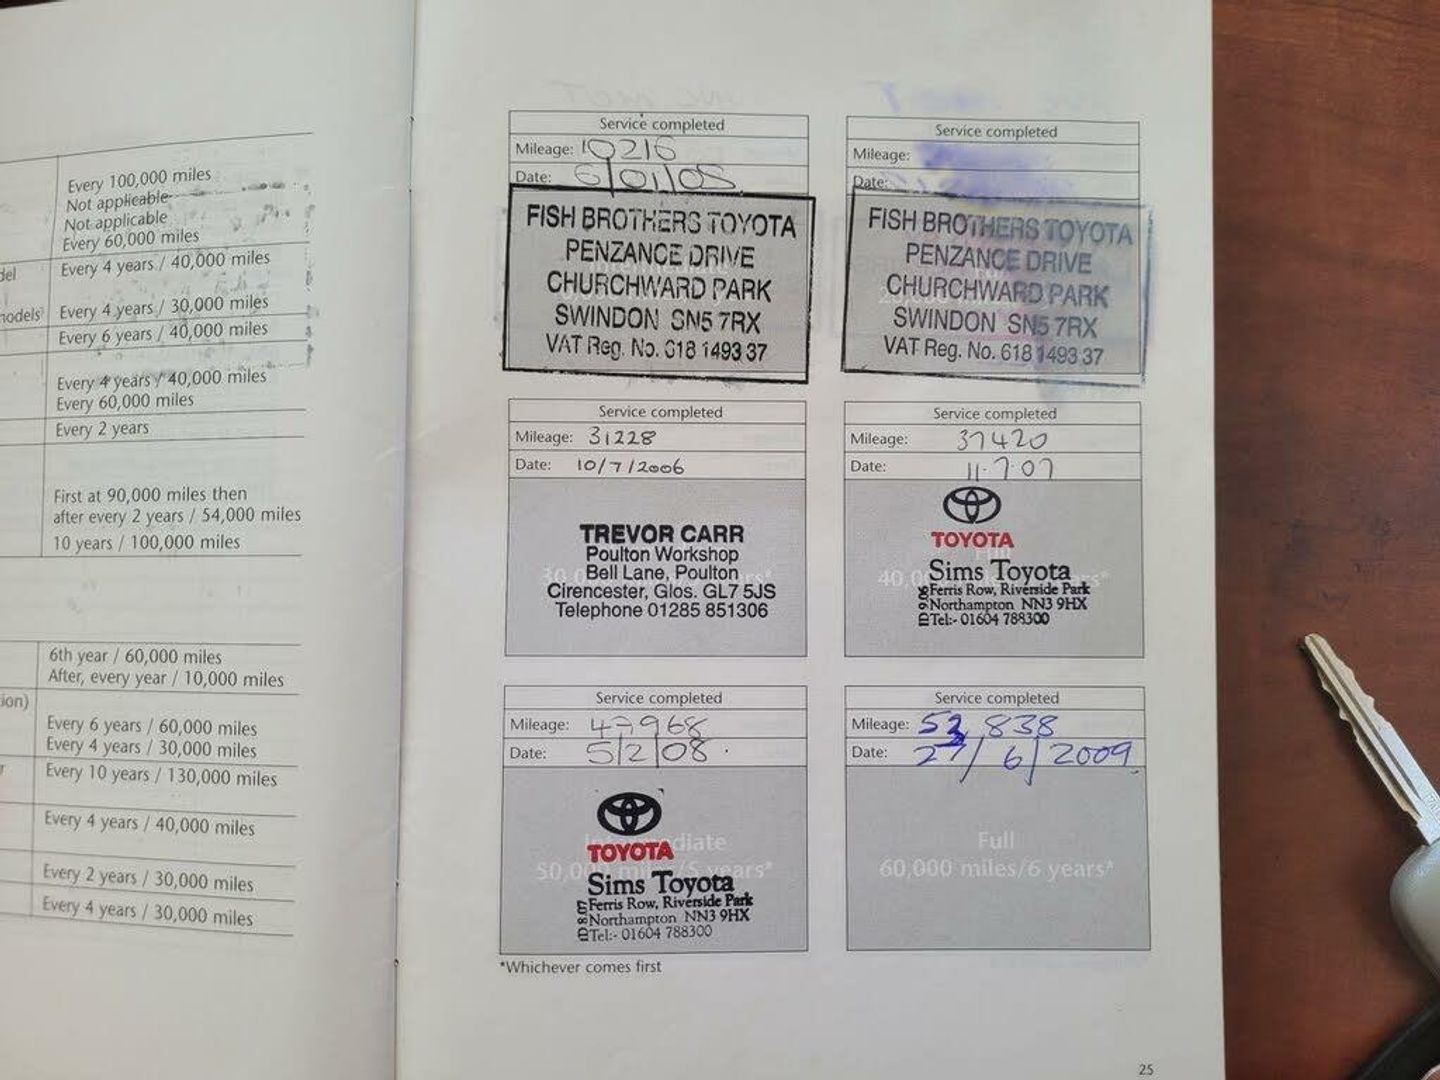 Every 100,000 miles
Not applicable
Not applicable
Every 60,000 miles
Every 4 years / 40,000 miles
Every 4 years / 30,000 miles
Every 6 years / 40,000 miles
Every 4 years / 40,000 miles
Every 60,000 miles
Every 2 years
First at 90,000 miles then
after every 2 years / 54,000 miles
10 years / 100,000 miles
6th year / 60,000 miles
After, every year / 10,000 miles
Every 6 years / 60,000 miles
Every 4 years / 30,000 miles
Every 10 years / 130,000 miles
Every 4 years / 40,000 miles
Every 2 years / 30,000 miles
Every 4 years / 30,000 miles
Service completed
Mileage: 10216
Date: 6/01/05
FISH BROTHERS TOYOTA
PENZANCE DRIVE
CHURCHWARD PARK
SWINDON SN5 7RX
VAT Reg. No. 618 1493 37
Service completed
Mileage:
Date:
FISH BROTHERS TOYOTA
PENZANCE DRIVE
CHURCHWARD PARK
SWINDON SN5 7RX
VAT Reg. No. 618 1493 37
Service completed
Mileage: 31228
Date: 10/7/2006
TREVOR CARR
Poulton Workshop
Bell Lane, Poulton
Cirencester, Glos. GL7 5JS
Telephone 01285 851306
Service completed
Mileage: 37420
Date: 11.7.07
TOYOTA
Sims Toyota
Ferris Row, Riverside Park
Northampton NN3 9HX
Tel:- 01604 788300
Service completed
Mileage: 47968
Date: 5/2/08.
Intermediate
50,000 miles/5 years*
TOYOTA
Sims Toyota
Ferris Row, Riverside Park
Northampton NN3 9HX
Tel:- 01604 788300
Service completed
Mileage: 53,838
Date: 27/6/2009
Full
60,000 miles/6 years*
*Whichever comes first
25